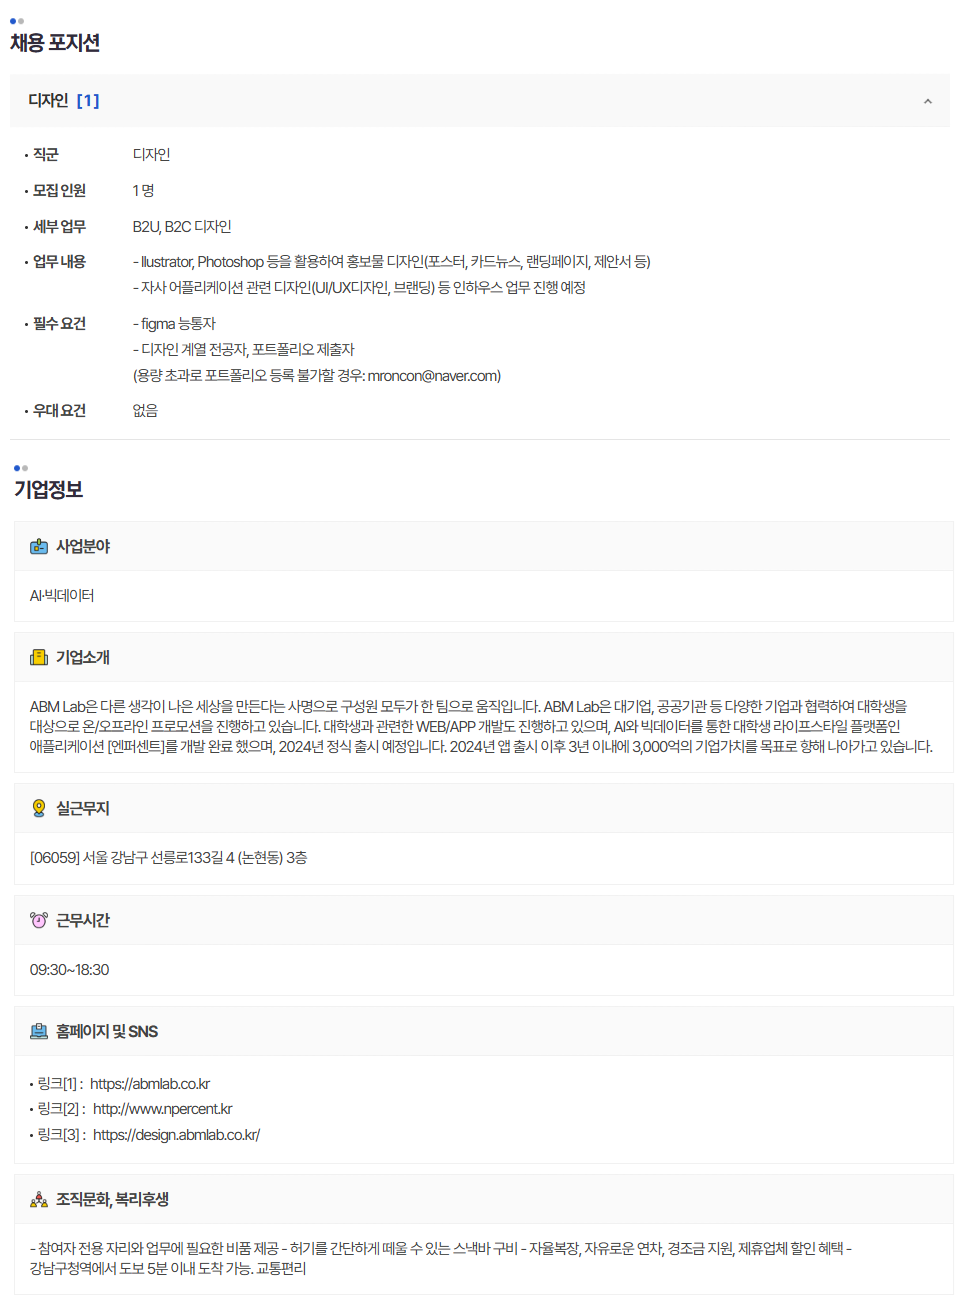 채용 포지션
디자인 [1]
• 직군 디자인
• 모집 인원 1 명
• 세부 업무 B2U, B2C 디자인
• 업무 내용 - Ilustrator, Photoshop 등을 활용하여 홍보물 디자인(포스터, 카드뉴스, 랜딩페이지, 제안서 등)
- 자사 어플리케이션 관련 디자인(UI/UX디자인, 브랜딩) 등 인하우스 업무 진행 예정
• 필수 요건 - figma 능통자
- 디자인 계열 전공자, 포트폴리오 제출자
(용량 초과로 포트폴리오 등록 불가할 경우: mroncon@naver.com)
• 우대 요건 없음
기업정보
사업분야
AI·빅데이터
기업소개
ABM Lab은 다른 생각이 나은 세상을 만든다는 사명으로 구성원 모두가 한 팀으로 움직입니다. ABM Lab은 대기업, 공공기관 등 다양한 기업과 협력하여 대학생을
대상으로 온/오프라인 프로모션을 진행하고 있습니다. 대학생과 관련한 WEB/APP 개발도 진행하고 있으며, AI와 빅데이터를 통한 대학생 라이프스타일 플랫폼인
애플리케이션 [엔퍼센트]를 개발 완료 했으며, 2024년 정식 출시 예정입니다. 2024년 앱 출시 이후 3년 이내에 3,000억의 기업가치를 목표로 향해 나아가고 있습니다.
실근무지
[06059] 서울 강남구 선릉로133길 4 (논현동) 3층
근무시간
09:30~18:30
홈페이지 및 SNS
• 링크[1] : https://abmlab.co.kr
• 링크[2] : http://www.npercent.kr
• 링크[3] : https://design.abmlab.co.kr/
조직문화, 복리후생
- 참여자 전용 자리와 업무에 필요한 비품 제공 - 허기를 간단하게 떼울 수 있는 스낵바 구비 - 자율복장, 자유로운 연차, 경조금 지원, 제휴업체 할인 혜택 -
강남구청역에서 도보 5분 이내 도착 가능. 교통편리